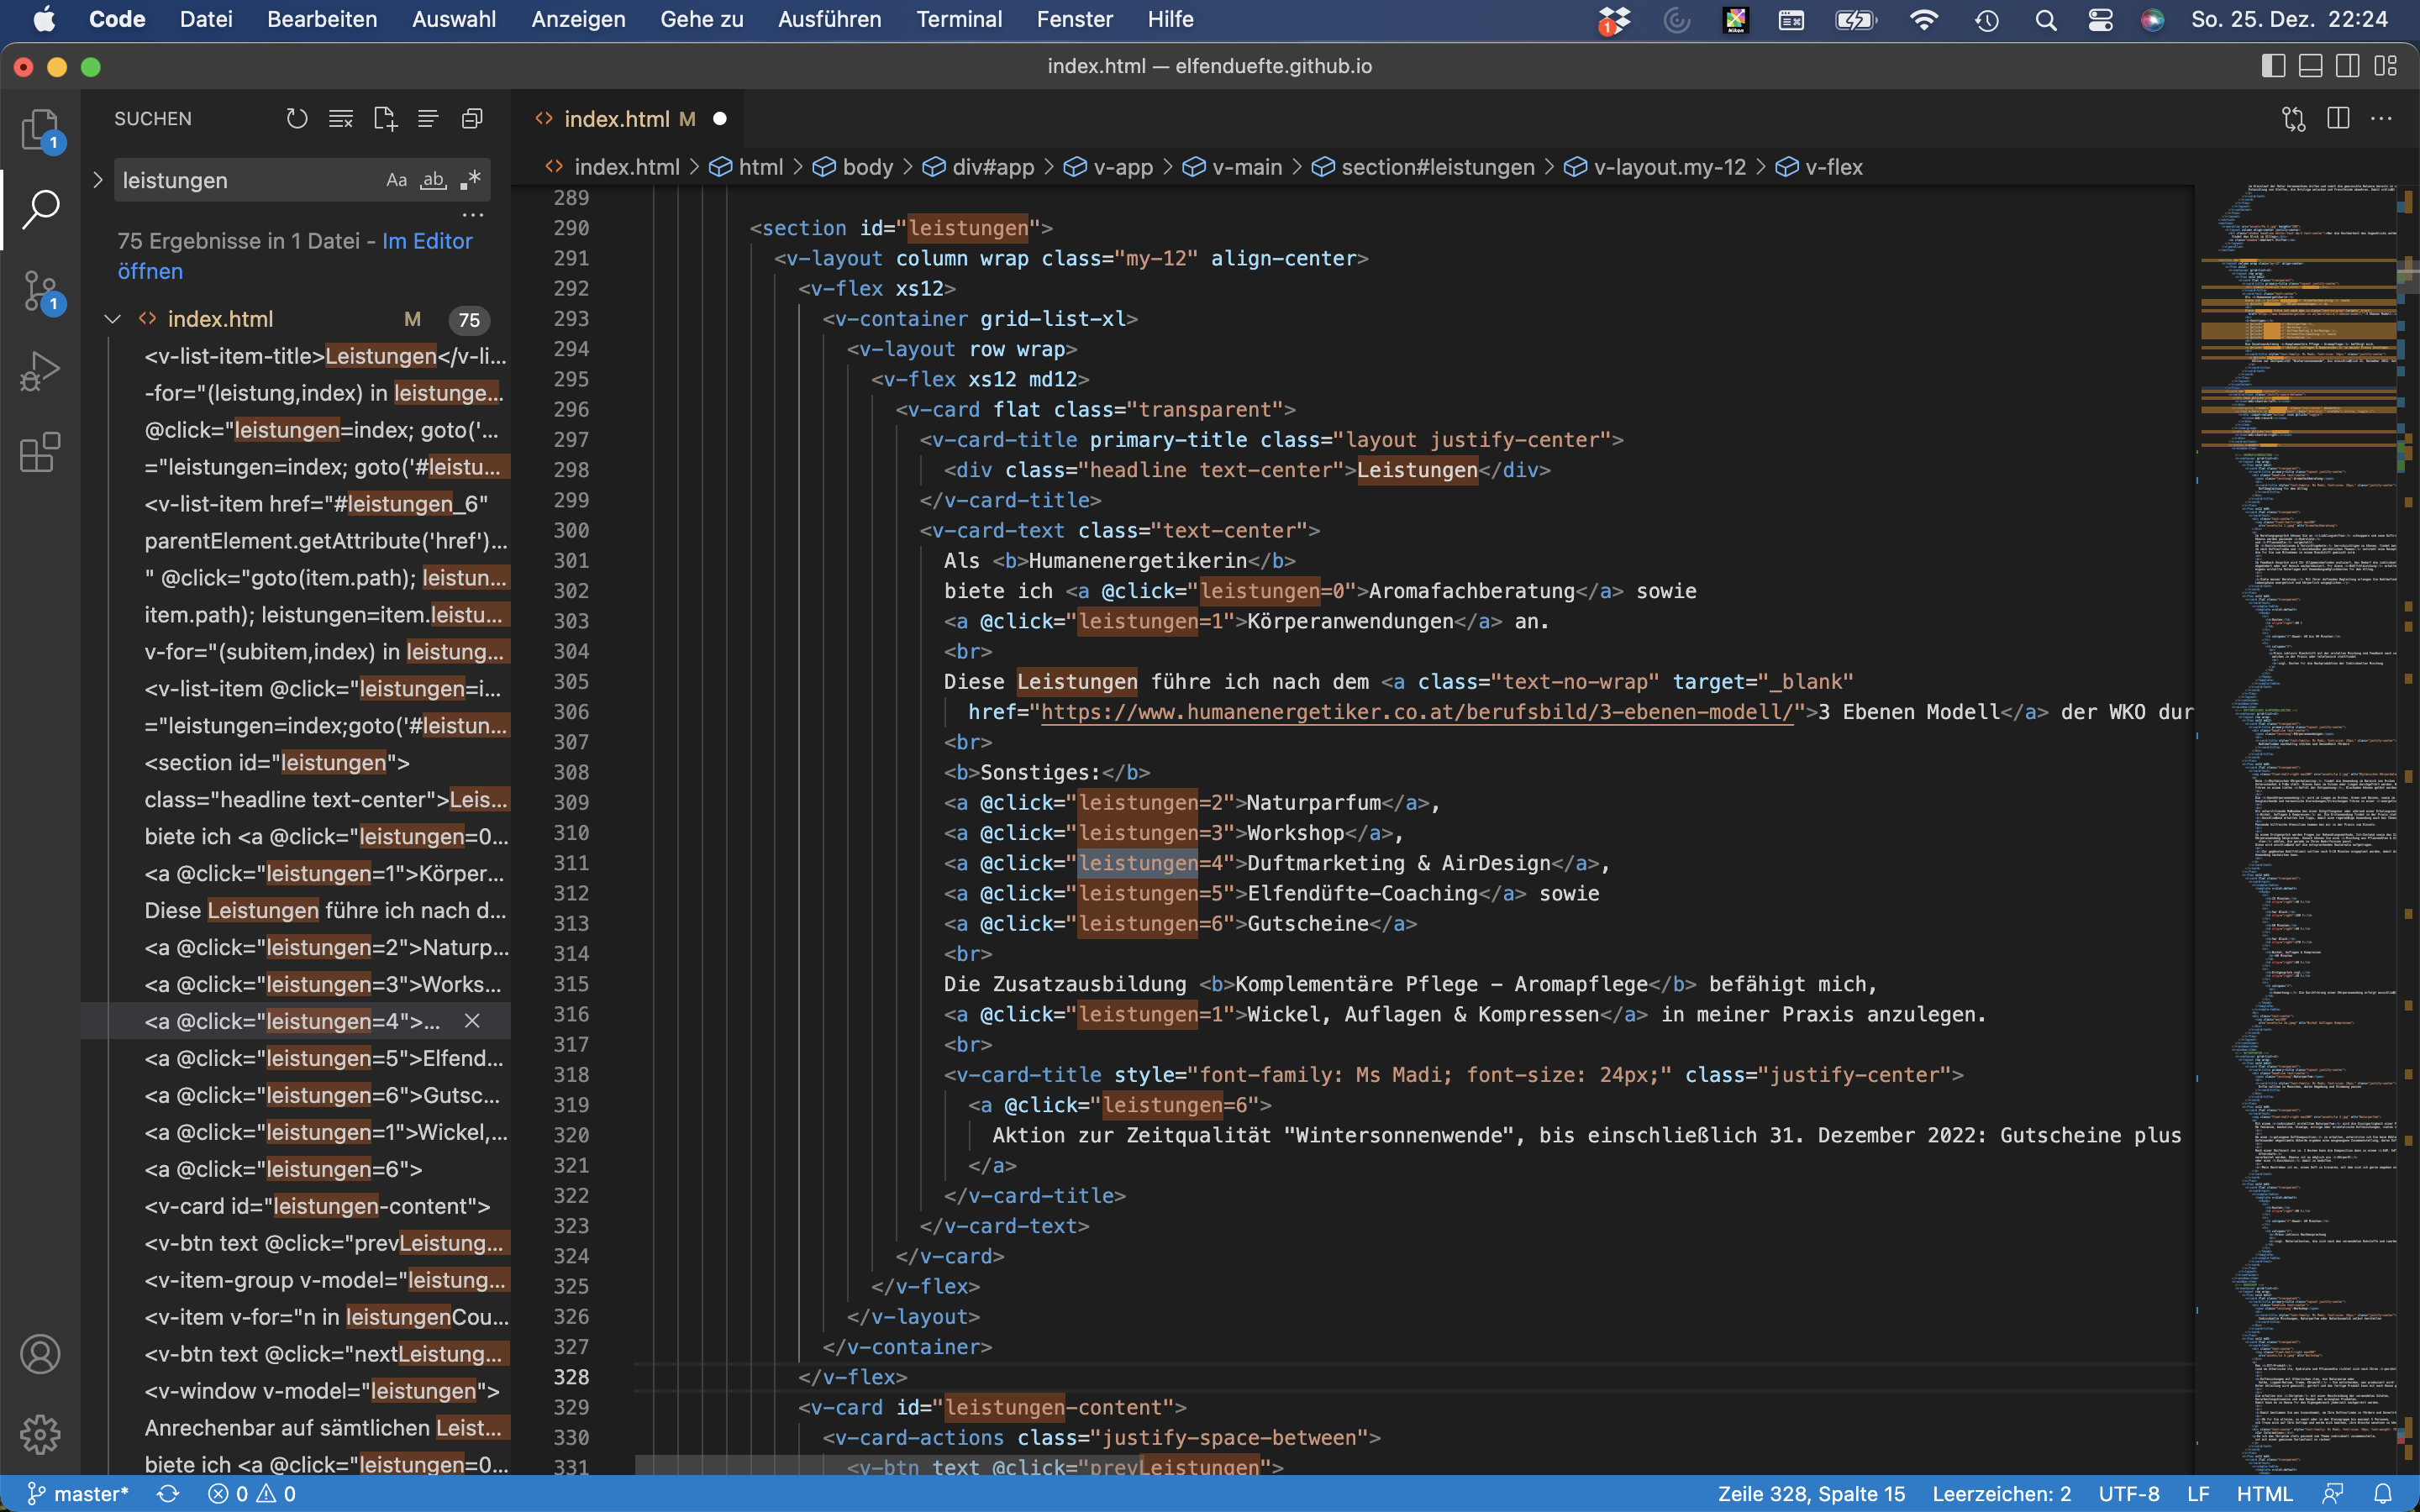 Code Datei Bearbeiten Auswahl Anzeigen Gehe zu Ausführen Terminal Fenster Hilfe 1 Nikon So. 25. Dez. 22:24
index.html — elfenduefte.github.io
SUCHEN
index.html M
leistungen Aa ab
index.html > html > body > div#app > v-app > v-main > section#leistungen > v-layout.my-12 > v-flex
75 Ergebnisse in 1 Datei - Im Editor
öffnen
index.html M 75
<v-list-item-title>Leistungen</v-li...
-for="(leistung,index) in leistunge...
@click="leistungen=index; goto('...
="leistungen=index; goto('#leistu...
<v-list-item href="#leistungen_6"
parentElement.getAttribute('href')...
" @click="goto(item.path); leistun...
item.path); leistungen=item.leistu...
v-for="(subitem,index) in leistung...
<v-list-item @click="leistungen=i...
="leistungen=index;goto('#leistun...
<section id="leistungen">
class="headline text-center">Leis...
biete ich <a @click="leistungen=0...
<a @click="leistungen=1">Körper...
Diese Leistungen führe ich nach d...
<a @click="leistungen=2">Naturp...
<a @click="leistungen=3">Works...
<a @click="leistungen=4">...
<a @click="leistungen=5">Elfend...
<a @click="leistungen=6">Gutsc...
<a @click="leistungen=1">Wickel,...
<a @click="leistungen=6">
<v-card id="leistungen-content">
<v-btn text @click="prevLeistung...
<v-item-group v-model="leistung...
<v-item v-for="n in leistungenCou...
<v-btn text @click="nextLeistung...
<v-window v-model="leistungen">
Anrechenbar auf sämtlichen Leist...
biete ich <a @click="leistungen=0...
289
290 <section id="leistungen">
291 <v-layout column wrap class="my-12" align-center>
292 <v-flex xs12>
293 <v-container grid-list-xl>
294 <v-layout row wrap>
295 <v-flex xs12 md12>
296 <v-card flat class="transparent">
297 <v-card-title primary-title class="layout justify-center">
298 <div class="headline text-center">Leistungen</div>
299 </v-card-title>
300 <v-card-text class="text-center">
301 Als <b>Humanenergetikerin</b>
302 biete ich <a @click="leistungen=0">Aromafachberatung</a> sowie
303 <a @click="leistungen=1">Körperanwendungen</a> an.
304 <br>
305 Diese Leistungen führe ich nach dem <a class="text-no-wrap" target="_blank"
306 href="https://www.humanenergetiker.co.at/berufsbild/3-ebenen-modell/">3 Ebenen Modell</a> der WKO dur
307 <br>
308 <b>Sonstiges:</b>
309 <a @click="leistungen=2">Naturparfum</a>,
310 <a @click="leistungen=3">Workshop</a>,
311 <a @click="leistungen=4">Duftmarketing & AirDesign</a>,
312 <a @click="leistungen=5">Elfendüfte-Coaching</a> sowie
313 <a @click="leistungen=6">Gutscheine</a>
314 <br>
315 Die Zusatzausbildung <b>Komplementäre Pflege – Aromapflege</b> befähigt mich,
316 <a @click="leistungen=1">Wickel, Auflagen & Kompressen</a> in meiner Praxis anzulegen.
317 <br>
318 <v-card-title style="font-family: Ms Madi; font-size: 24px;" class="justify-center">
319 <a @click="leistungen=6">
320 Aktion zur Zeitqualität "Wintersonnenwende", bis einschließlich 31. Dezember 2022: Gutscheine plus
321 </a>
322 </v-card-title>
323 </v-card-text>
324 </v-card>
325 </v-flex>
326 </v-layout>
327 </v-container>
328 </v-flex>
329 <v-card id="leistungen-content">
330 <v-card-actions class="justify-space-between">
331 <v-btn text @click="prevLeistungen">
1
1
master* 0 0 Zeile 328, Spalte 15 Leerzeichen: 2 UTF-8 LF HTML